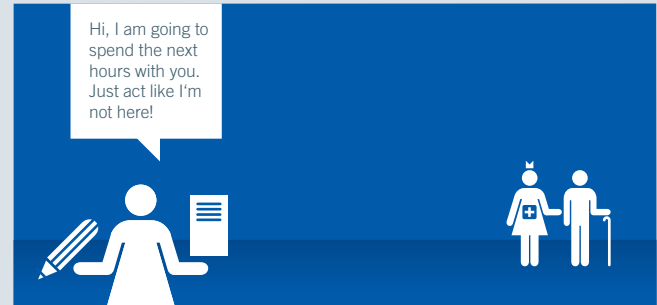 Hi, I am going to
spend the next
hours with you.
Just act like I‘m
not here!